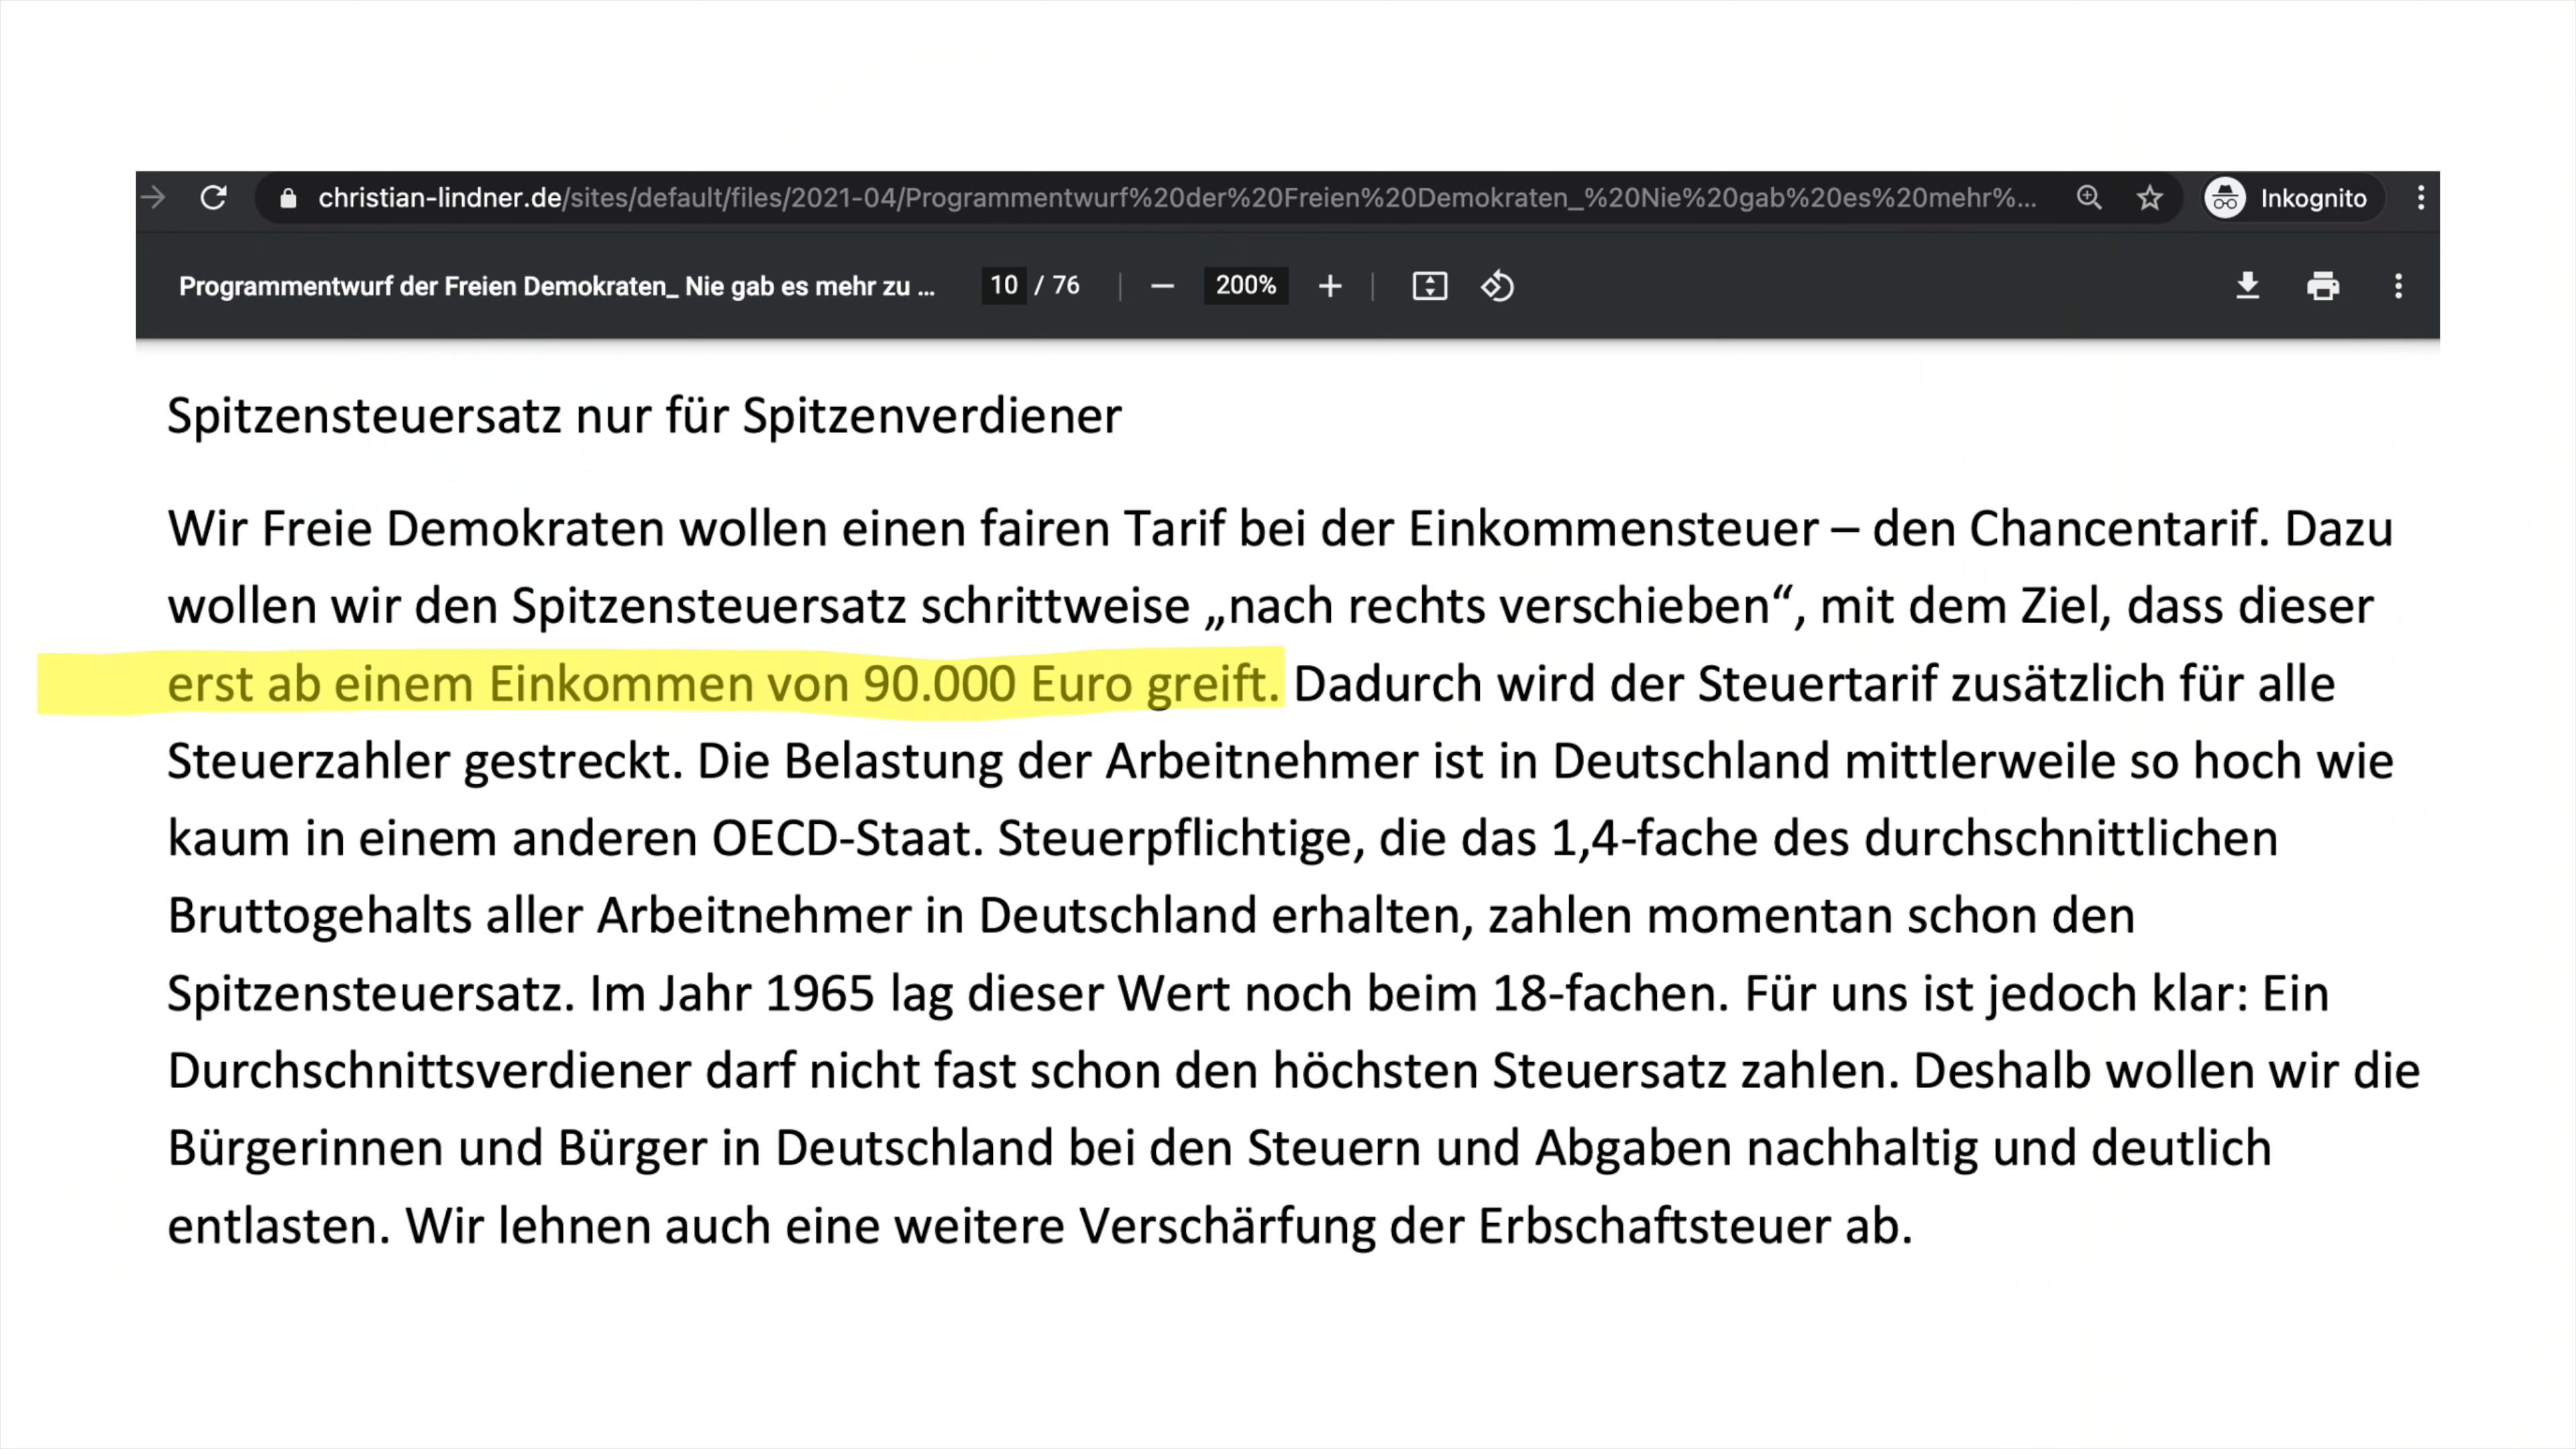 christian-lindner.de/sites/default/files/2021-04/Programmentwurf%20der%20Freien%20Demokraten_%20Nie%20gab%20es%20mehr%... Inkognito
Programmentwurf der Freien Demokraten_ Nie gab es mehr zu ... 10 / 76 200%
Spitzensteuersatz nur für Spitzenverdiener
Wir Freie Demokraten wollen einen fairen Tarif bei der Einkommensteuer – den Chancentarif. Dazu
wollen wir den Spitzensteuersatz schrittweise „nach rechts verschieben“, mit dem Ziel, dass dieser
erst ab einem Einkommen von 90.000 Euro greift. Dadurch wird der Steuertarif zusätzlich für alle
Steuerzahler gestreckt. Die Belastung der Arbeitnehmer ist in Deutschland mittlerweile so hoch wie
kaum in einem anderen OECD-Staat. Steuerpflichtige, die das 1,4-fache des durchschnittlichen
Bruttogehalts aller Arbeitnehmer in Deutschland erhalten, zahlen momentan schon den
Spitzensteuersatz. Im Jahr 1965 lag dieser Wert noch beim 18-fachen. Für uns ist jedoch klar: Ein
Durchschnittsverdiener darf nicht fast schon den höchsten Steuersatz zahlen. Deshalb wollen wir die
Bürgerinnen und Bürger in Deutschland bei den Steuern und Abgaben nachhaltig und deutlich
entlasten. Wir lehnen auch eine weitere Verschärfung der Erbschaftsteuer ab.